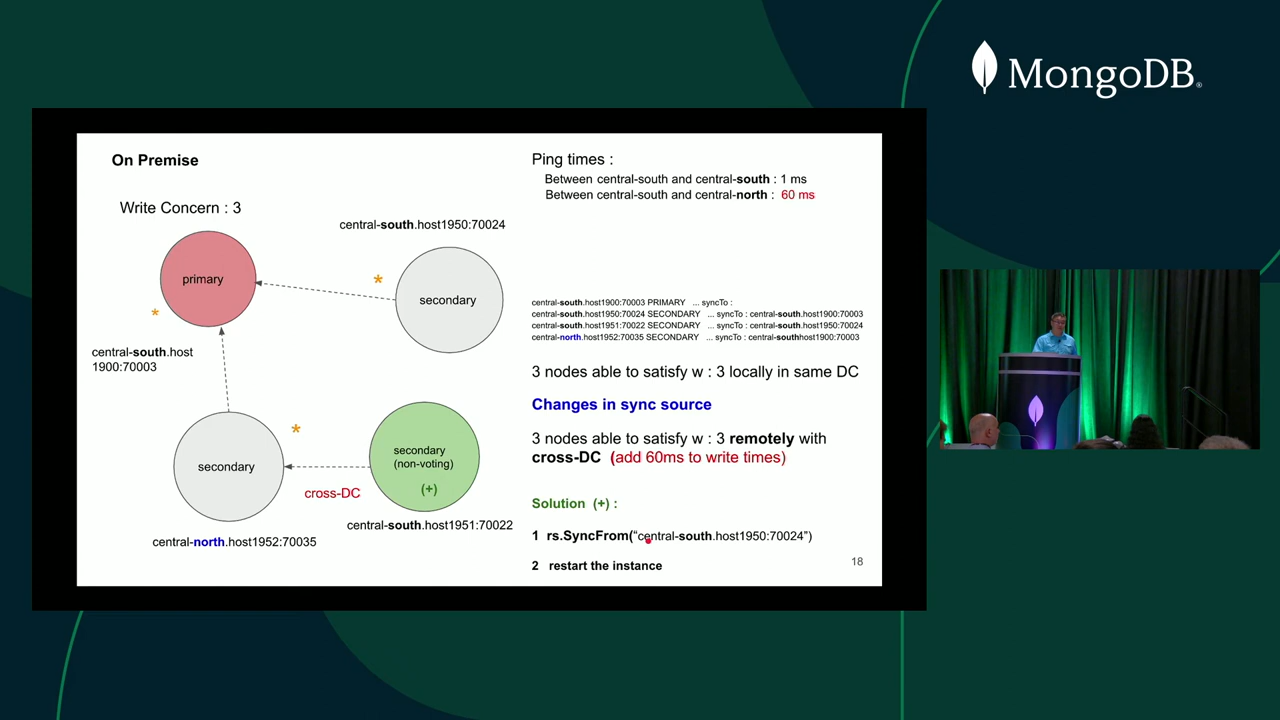 MongoDB®
On Premise
Write Concern : 3
central-south.host1950:70024
primary
*
secondary
*
central-south.host
1900:70003
*
secondary
secondary
(non-voting)
(+)
cross-DC
central-south.host1951:70022
central-north.host1952:70035
Ping times :
Between central-south and central-south : 1 ms
Between central-south and central-north : 60 ms
central-south.host1900:70003 PRIMARY ... syncTo :
central-south.host1950:70024 SECONDARY ... syncTo : central-south.host1900:70003
central-south.host1951:70022 SECONDARY ... syncTo : central-south.host1950:70024
central-north.host1952:70035 SECONDARY ... syncTo : central-southhost1900:70003
3 nodes able to satisfy w : 3 locally in same DC
Changes in sync source
3 nodes able to satisfy w : 3 remotely with
cross-DC (add 60ms to write times)
Solution (+) :
1 rs.SyncFrom(“central-south.host1950:70024”)
2 restart the instance
18